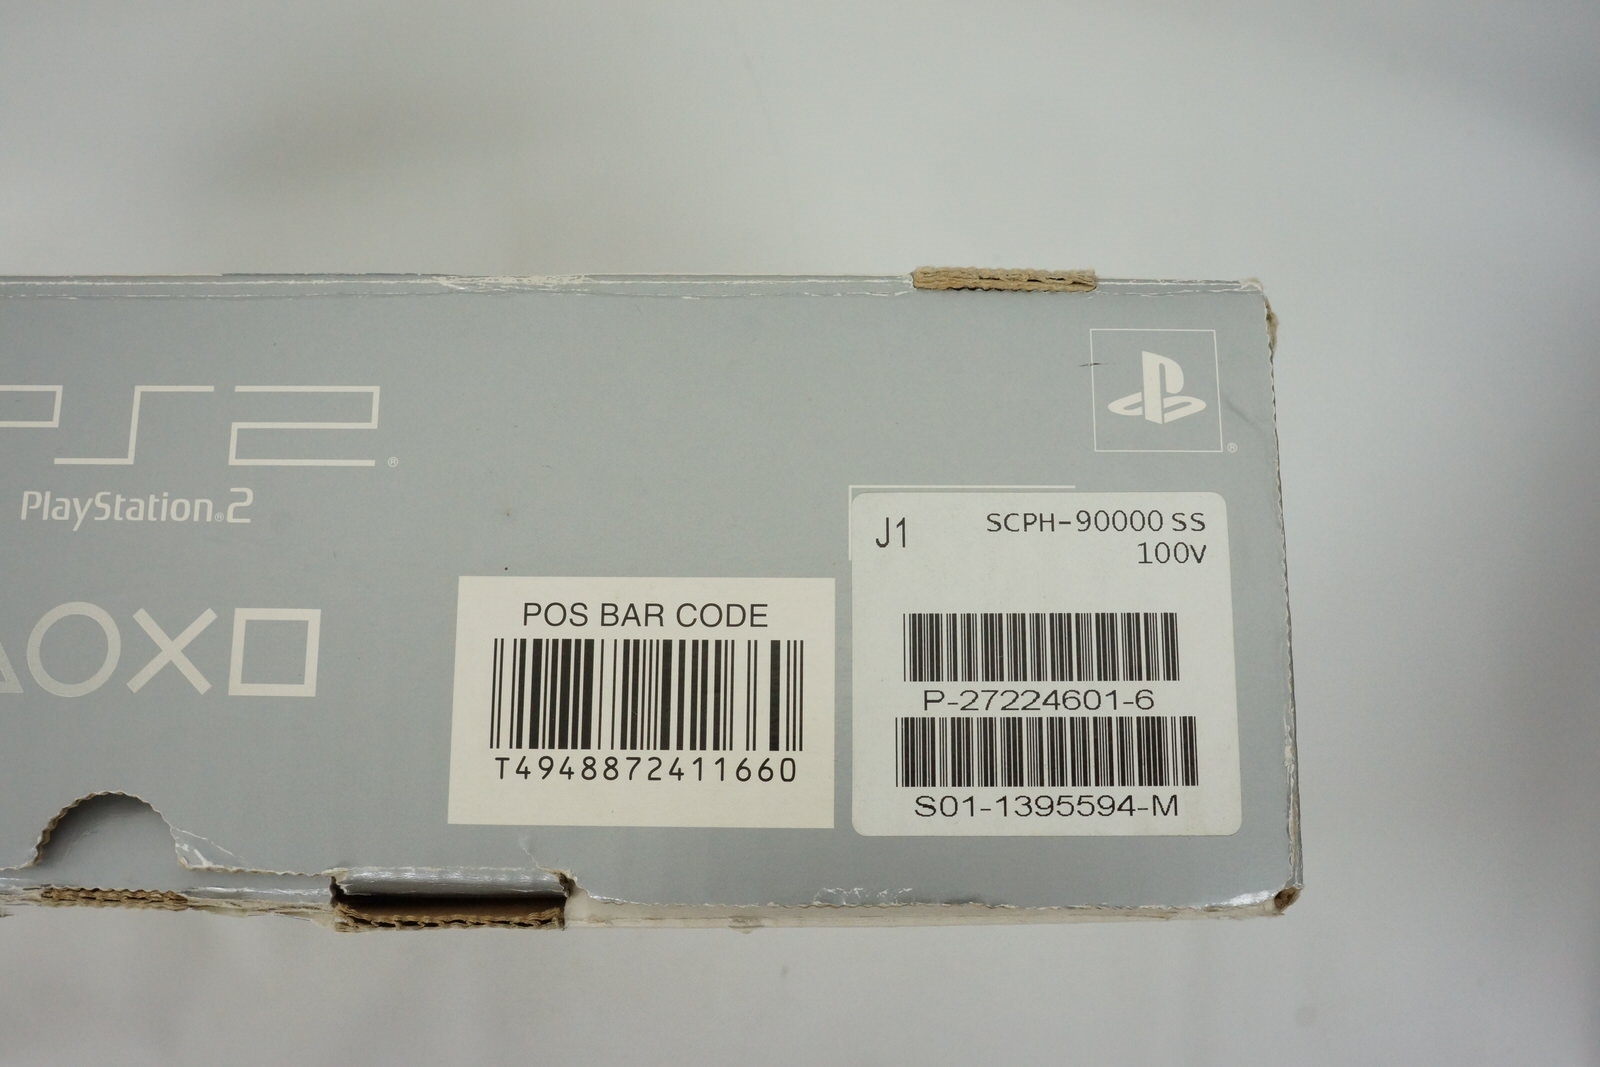 PS2®
PlayStation®2
J1
SCPH-90000 SS
100V
POS BAR CODE
T4948872411660
P-27224601-6
S01-1395594-M
®